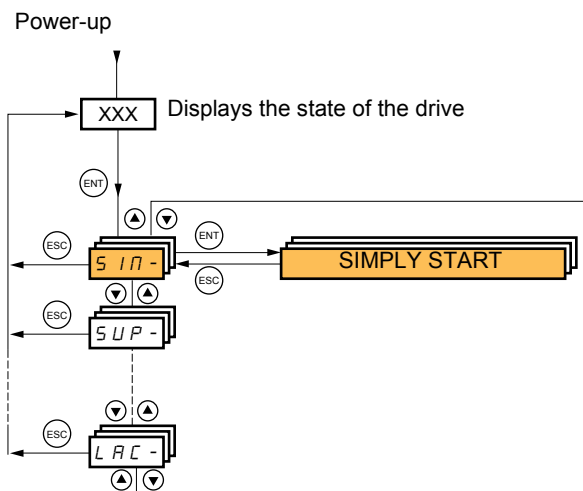 Power-up
XXX Displays the state of the drive
ENT
ESC SIM- ENT SIMPLY START
ESC
ESC SUP-
ESC LAC-